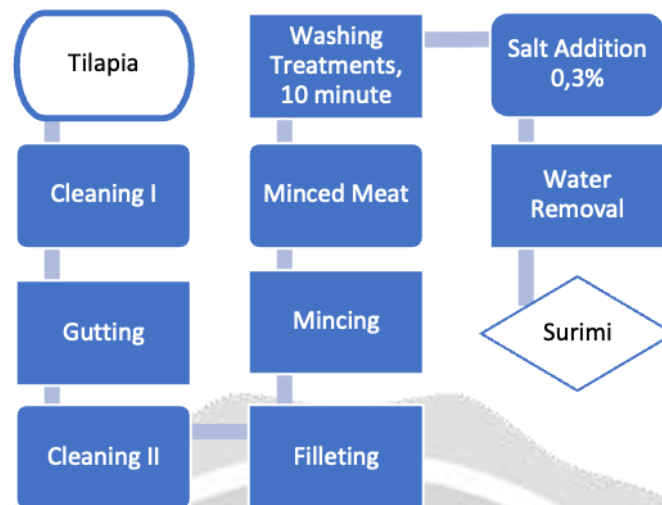 Tilapia
Cleaning I
Gutting
Cleaning II
Filleting
Mincing
Minced Meat
Washing
Treatments,
10 minute
Salt Addition
0,3%
Water
Removal
Surimi